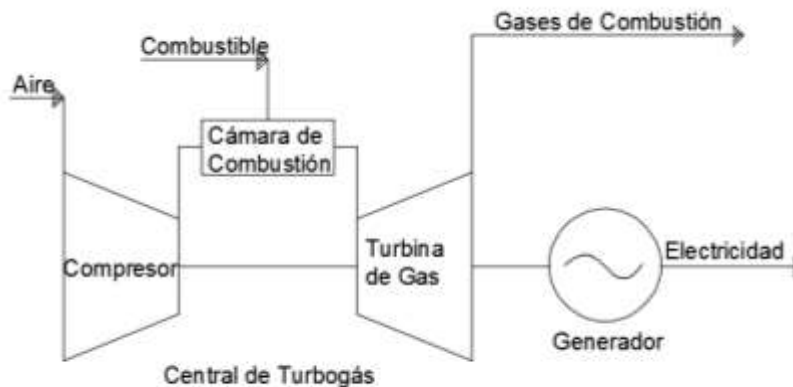 Gases de Combustión
Combustible
Aire
Cámara de
Combustión
Compresor
Turbina
de Gas
Electricidad
Generador
Central de Turbogás